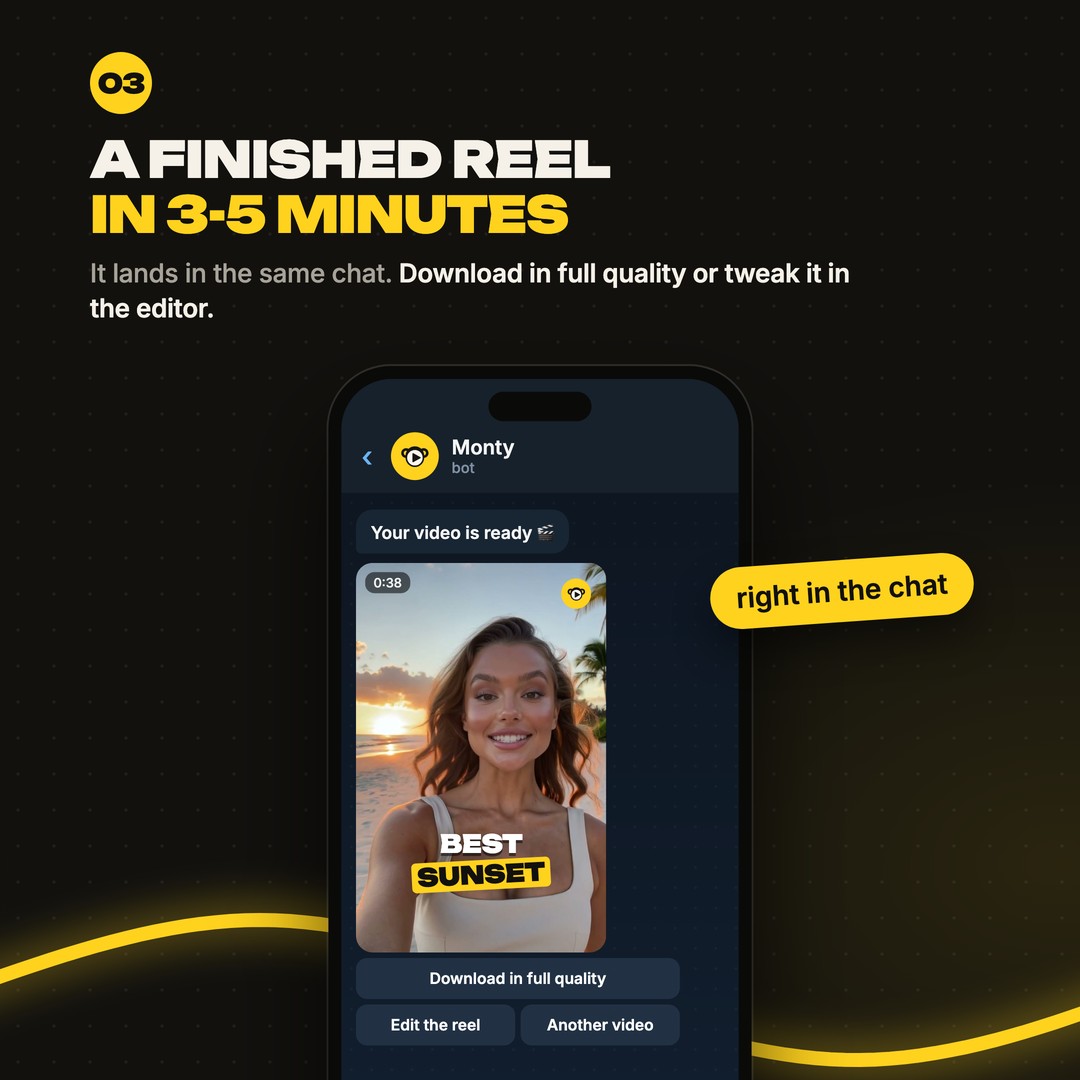 03
A FINISHED REEL
IN 3-5 MINUTES
It lands in the same chat. Download in full quality or tweak it in
the editor.
Monty
bot
Your video is ready 🎬
0:38
right in the chat
BEST
SUNSET
Download in full quality
Edit the reel
Another video